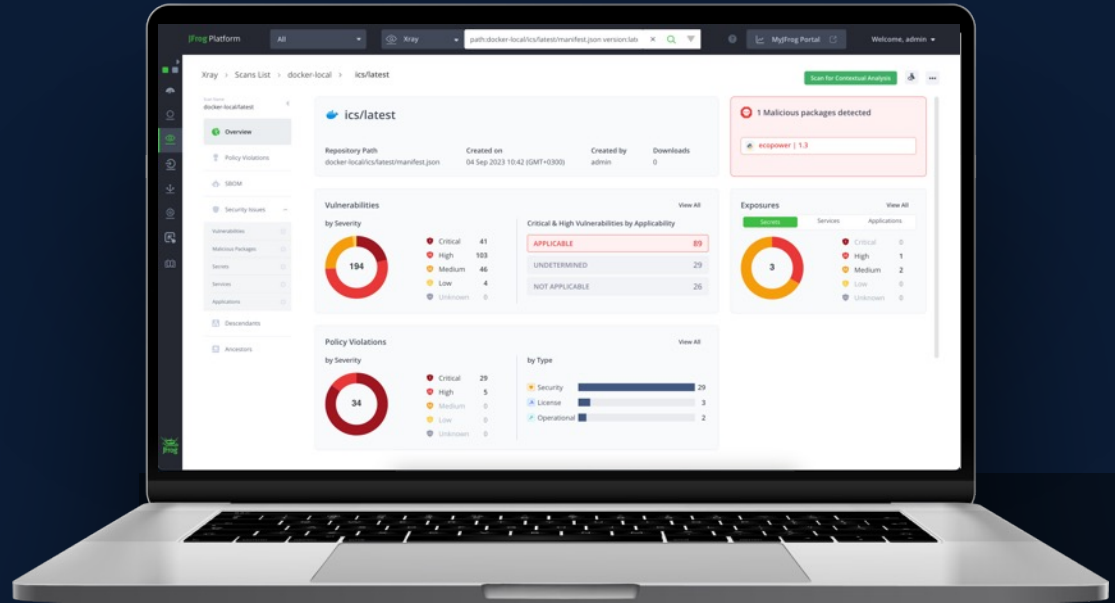 JFrog Platform
All
Xray
path:docker-local/ics/latest/manifest.json version:late
MyJFrog Portal
Welcome, admin
Xray > Scans List > docker-local > ics/latest
Scan for Contextual Analysis
docker-local/latest
Overview
Policy Violations
SBOM
Security Issues
Vulnerabilities
Malicious Packages
Secrets
Services
Applications
Descendants
Ancestors
ics/latest
Repository Path
docker-local/ics/latest/manifest.json
Created on
04 Sep 2023 10:42 (GMT+0300)
Created by
admin
Downloads
0
1 Malicious packages detected
ecopower | 1.3
Vulnerabilities
View All
by Severity
194
Critical 41
High 103
Medium 46
Low 4
Unknown 0
Critical & High Vulnerabilities by Applicability
APPLICABLE 89
UNDETERMINED 29
NOT APPLICABLE 26
Exposures
View All
Secrets
Services
Applications
3
Critical 0
High 1
Medium 2
Low 0
Unknown 0
Policy Violations
View All
by Severity
34
Critical 29
High 5
Medium 0
Low 0
Unknown 0
by Type
Security 29
License 3
Operational 2
JFrog